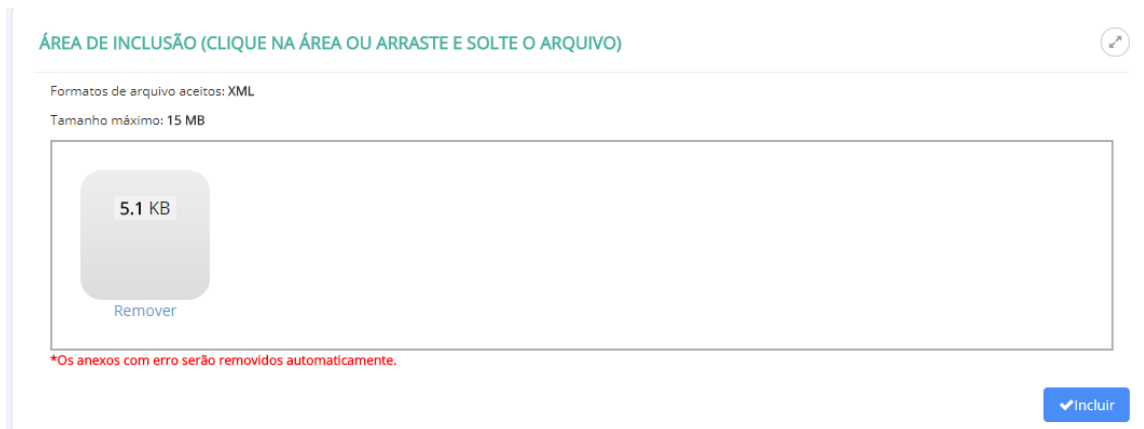 ÁREA DE INCLUSÃO (CLIQUE NA ÁREA OU ARRASTE E SOLTE O ARQUIVO)
Formatos de arquivo aceitos: XML
Tamanho máximo: 15 MB
5.1 KB
Remover
*Os anexos com erro serão removidos automaticamente.
Incluir